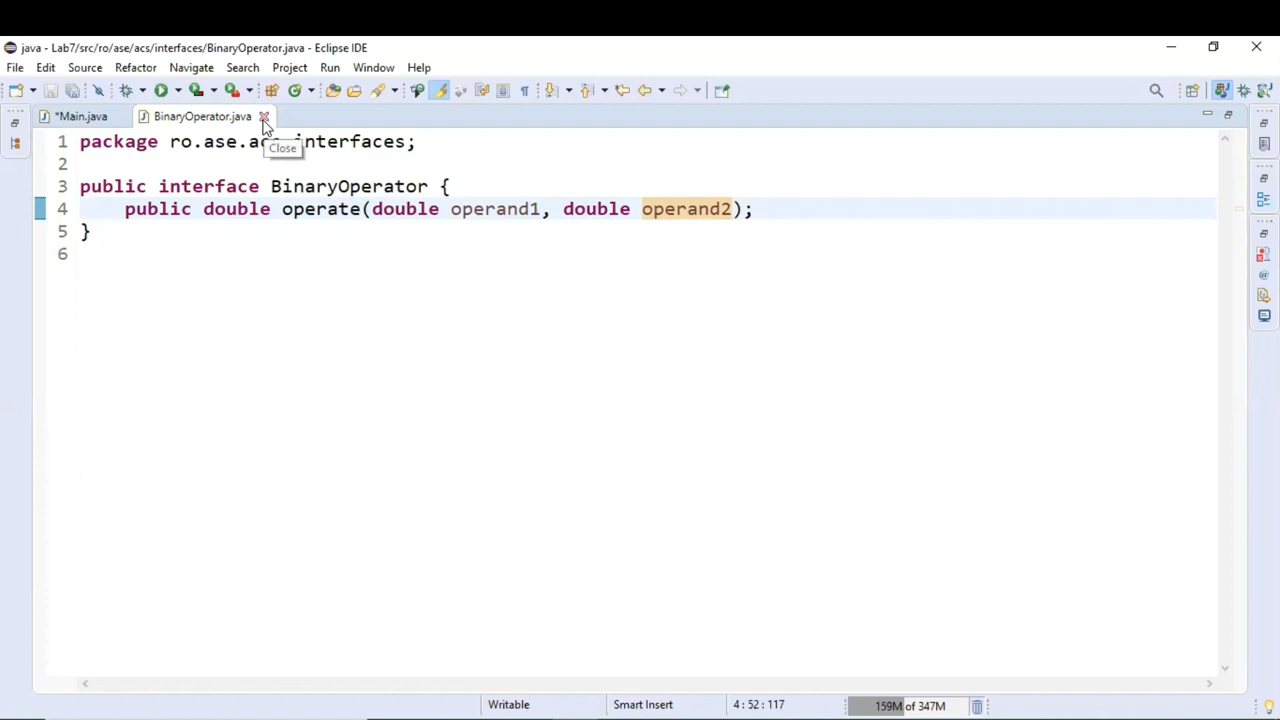 java - Lab7/src/ro/ase/acs/interfaces/BinaryOperator.java - Eclipse IDE
File Edit Source Refactor Navigate Search Project Run Window Help
*Main.java BinaryOperator.java
1 package ro.ase.ac interfaces;
Close
2
3 public interface BinaryOperator {
4 public double operate(double operand1, double operand2);
5 }
6
Writable Smart Insert 4 : 52 : 117 159M of 347M